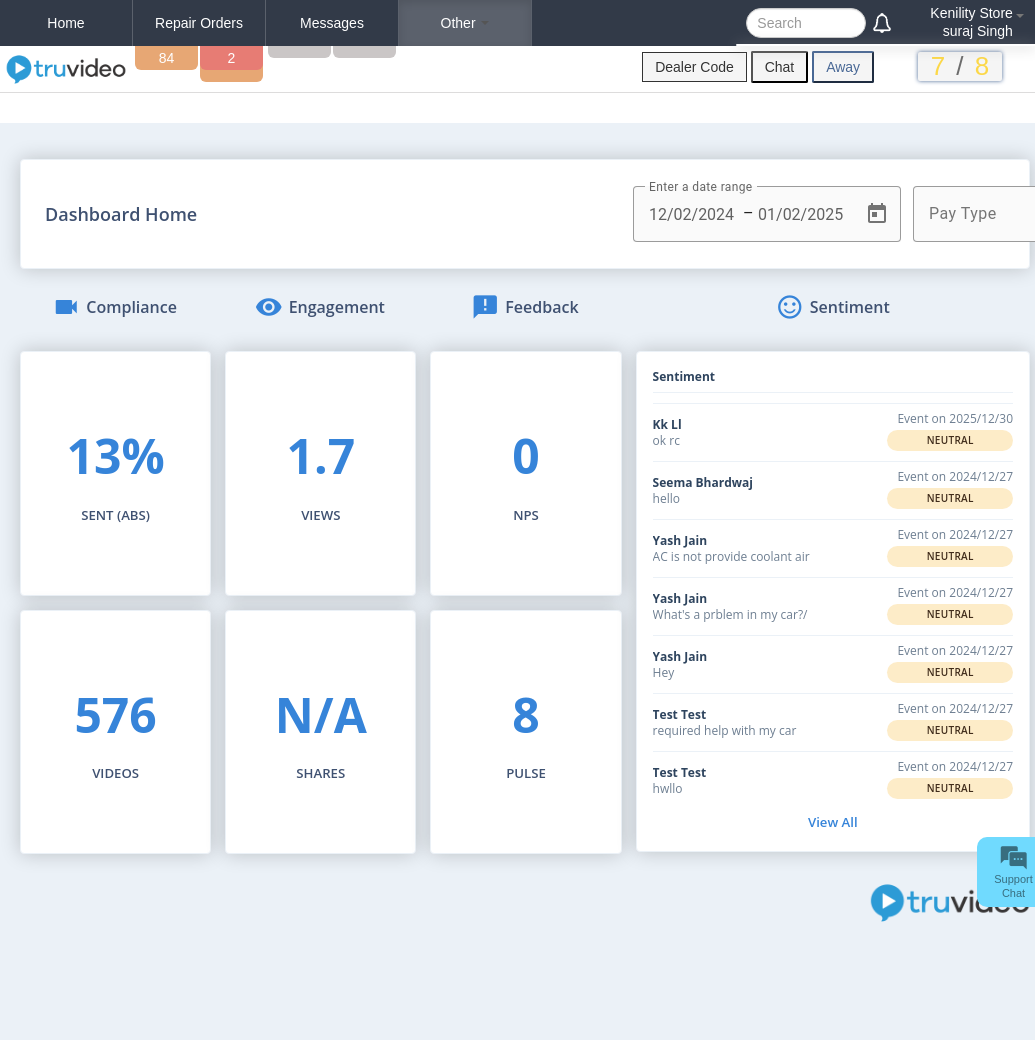 Home
Repair Orders
Messages
Other
Search
Kenility Store
suraj Singh
84
2
truvideo
Dealer Code
Chat
Away
7 / 8
Dashboard Home
Enter a date range
12/02/2024 – 01/02/2025
Pay Type
Compliance
Engagement
Feedback
Sentiment
13%
SENT (ABS)
1.7
VIEWS
0
NPS
576
VIDEOS
N/A
SHARES
8
PULSE
Sentiment
Kk Ll
Event on 2025/12/30
ok rc
NEUTRAL
Seema Bhardwaj
Event on 2024/12/27
hello
NEUTRAL
Yash Jain
Event on 2024/12/27
AC is not provide coolant air
NEUTRAL
Yash Jain
Event on 2024/12/27
What's a prblem in my car?/
NEUTRAL
Yash Jain
Event on 2024/12/27
Hey
NEUTRAL
Test Test
Event on 2024/12/27
required help with my car
NEUTRAL
Test Test
Event on 2024/12/27
hwllo
NEUTRAL
View All
Support
Chat
truvideo